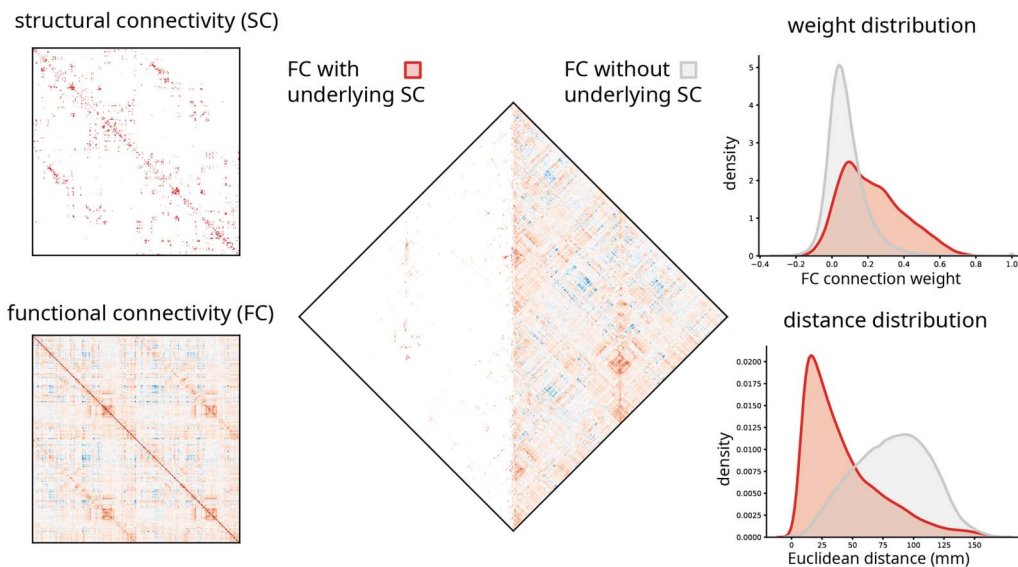 structural connectivity (SC)
FC with
underlying SC
FC without
underlying SC
weight distribution
5
4
3
2
1
0
density
−0.4 −0.2 0.0 0.2 0.4 0.6 0.8 1.0
FC connection weight
functional connectivity (FC)
distance distribution
0.0200
0.0175
0.0150
0.0125
0.0100
0.0075
0.0050
0.0025
0.0000
density
0 25 50 75 100 125 150
Euclidean distance (mm)